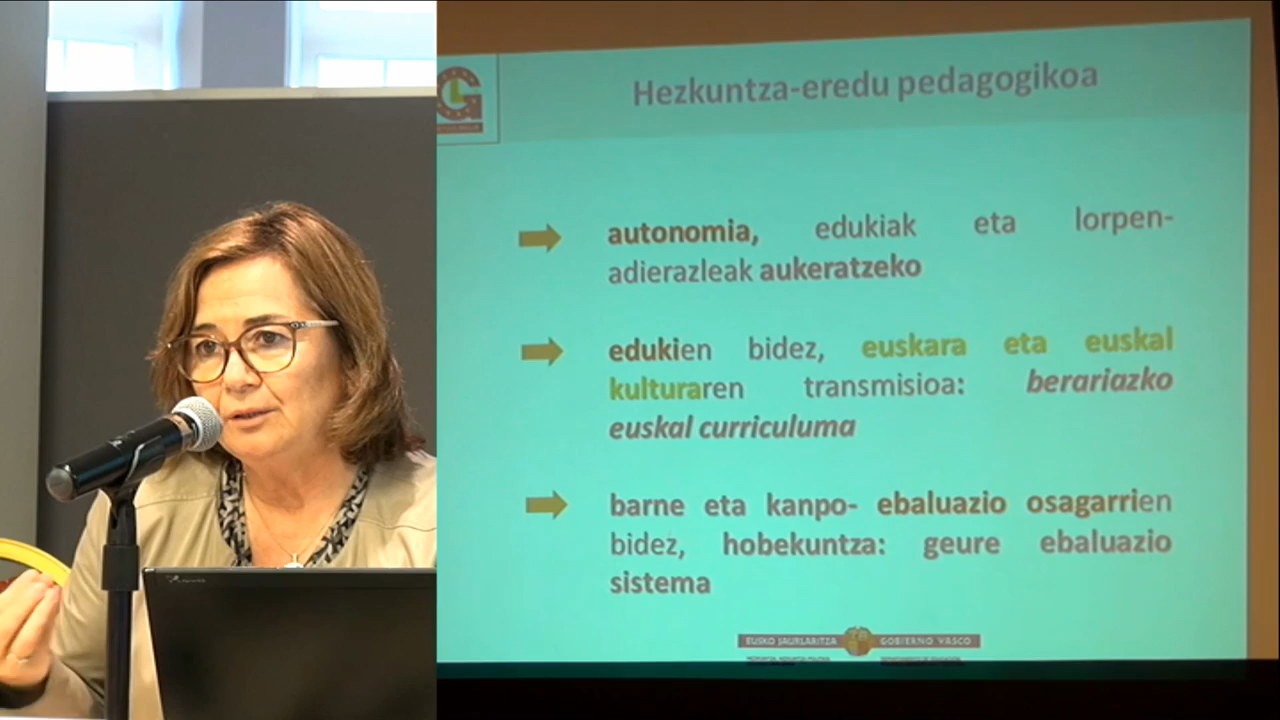 Hezkuntza-eredu pedagogikoa
autonomia, edukiak eta lorpen-
adierazleak aukeratzeko
edukien bidez, euskara eta euskal
kulturaren transmisioa: berariazko
euskal curriculuma
barne eta kanpo- ebaluazio osagarrien
bidez, hobekuntza: geure ebaluazio
sistema
EUSKO JAURLARITZA GOBIERNO VASCO